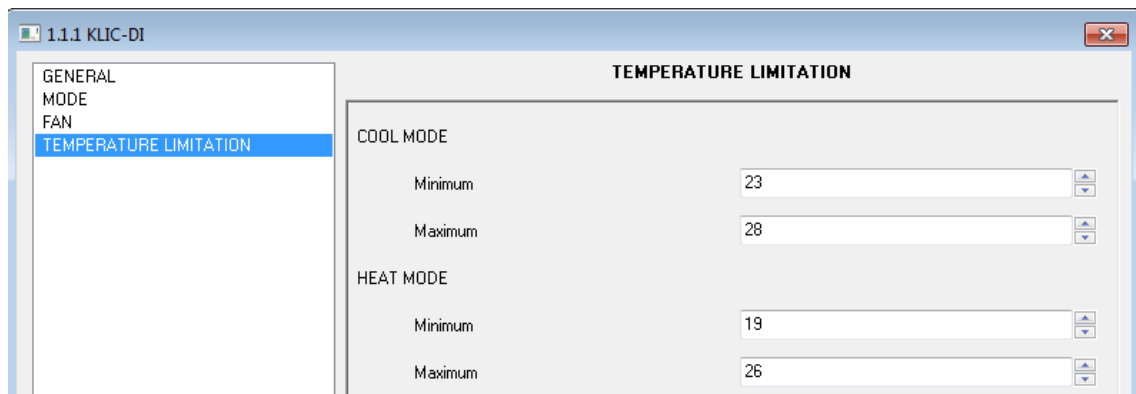 1.1.1 KLIC-DI
GENERAL
MODE
FAN
TEMPERATURE LIMITATION
TEMPERATURE LIMITATION
COOL MODE
Minimum 23
Maximum 28
HEAT MODE
Minimum 19
Maximum 26